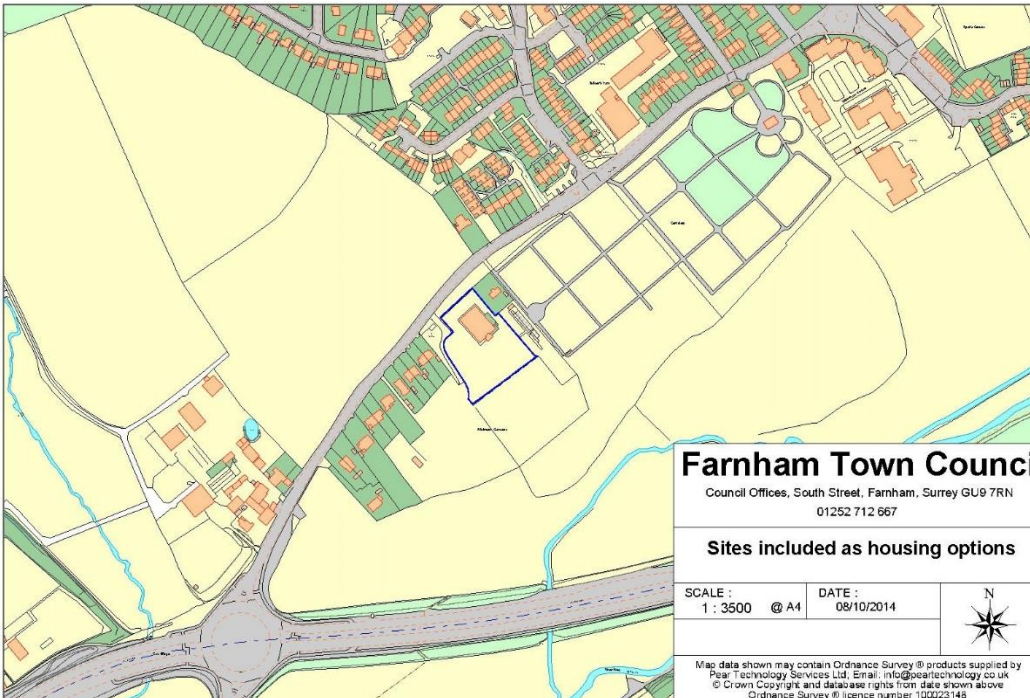 Farnham Town Counci
Council Offices, South Street, Farnham, Surrey GU9 7RN
01252 712 667
Sites included as housing options
SCALE :
1 : 3500 @ A4
DATE :
08/10/2014
N
Map data shown may contain Ordnance Survey ® products supplied by
Pear Technology Services Ltd; Email: info@peartechnology.co.uk
© Crown Copyright and database rights from date shown above
Ordnance Survey ® licence number 100023148